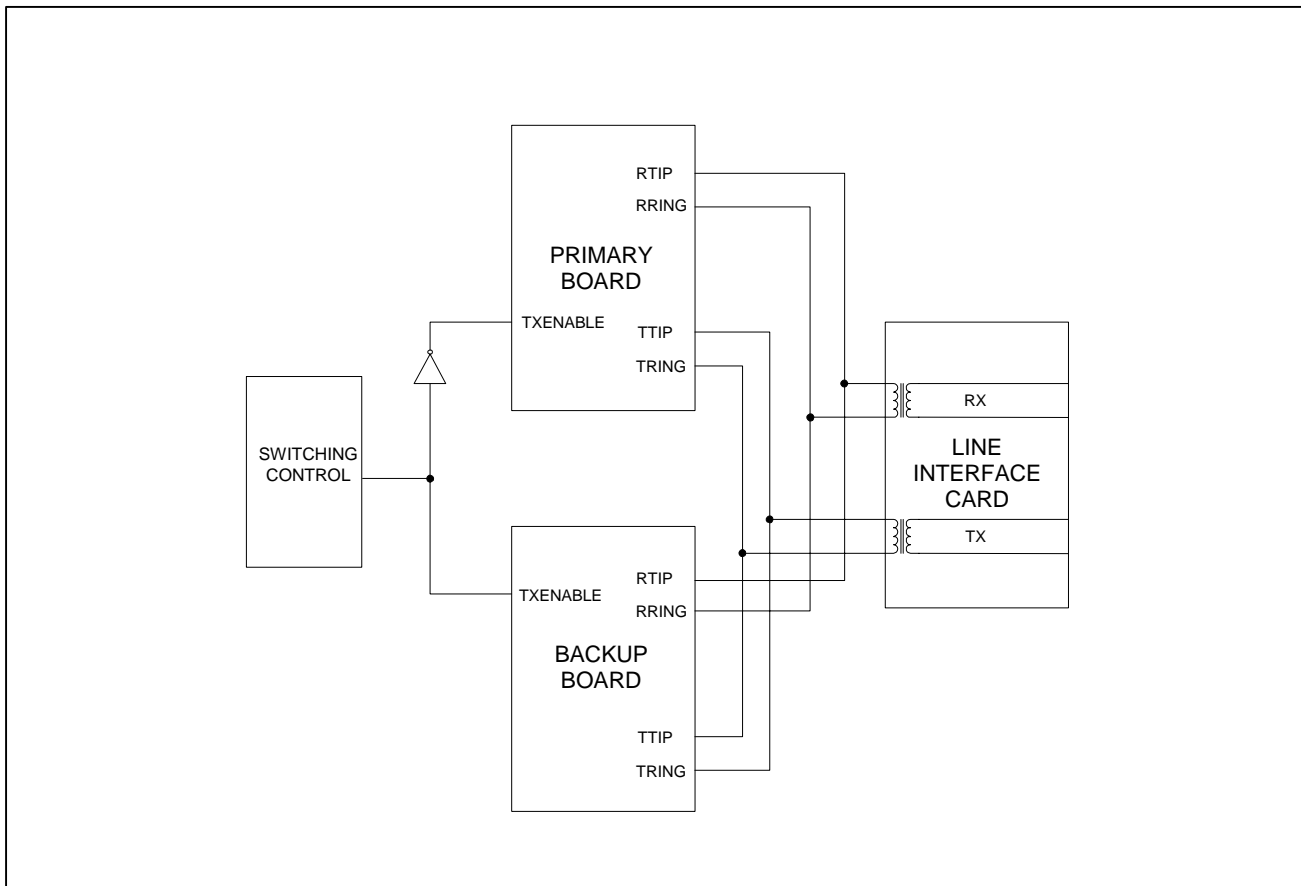 RTIP
RRING
PRIMARY
BOARD
TXENABLE
TTIP
TRING
SWITCHING
CONTROL
RX
LINE
INTERFACE
CARD
TX
RTIP
TXENABLE
RRING
BACKUP
BOARD
TTIP
TRING